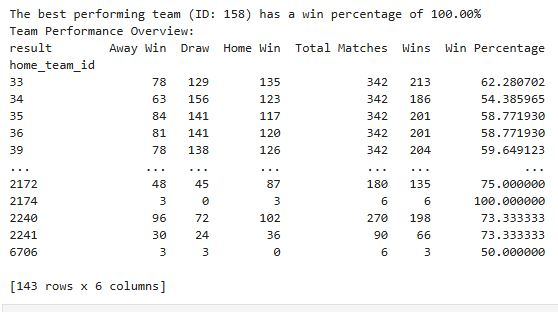 The best performing team (ID: 158) has a win percentage of 100.00%
Team Performance Overview:
result Away Win Draw Home Win Total Matches Wins Win Percentage
home_team_id
33 78 129 135 342 213 62.280702
34 63 156 123 342 186 54.385965
35 84 141 117 342 201 58.771930
36 81 141 120 342 201 58.771930
39 78 138 126 342 204 59.649123
... ... ... ... ... ... ...
2172 48 45 87 180 135 75.000000
2174 3 0 3 6 6 100.000000
2240 96 72 102 270 198 73.333333
2241 30 24 36 90 66 73.333333
6706 3 3 0 6 3 50.000000
[143 rows x 6 columns]